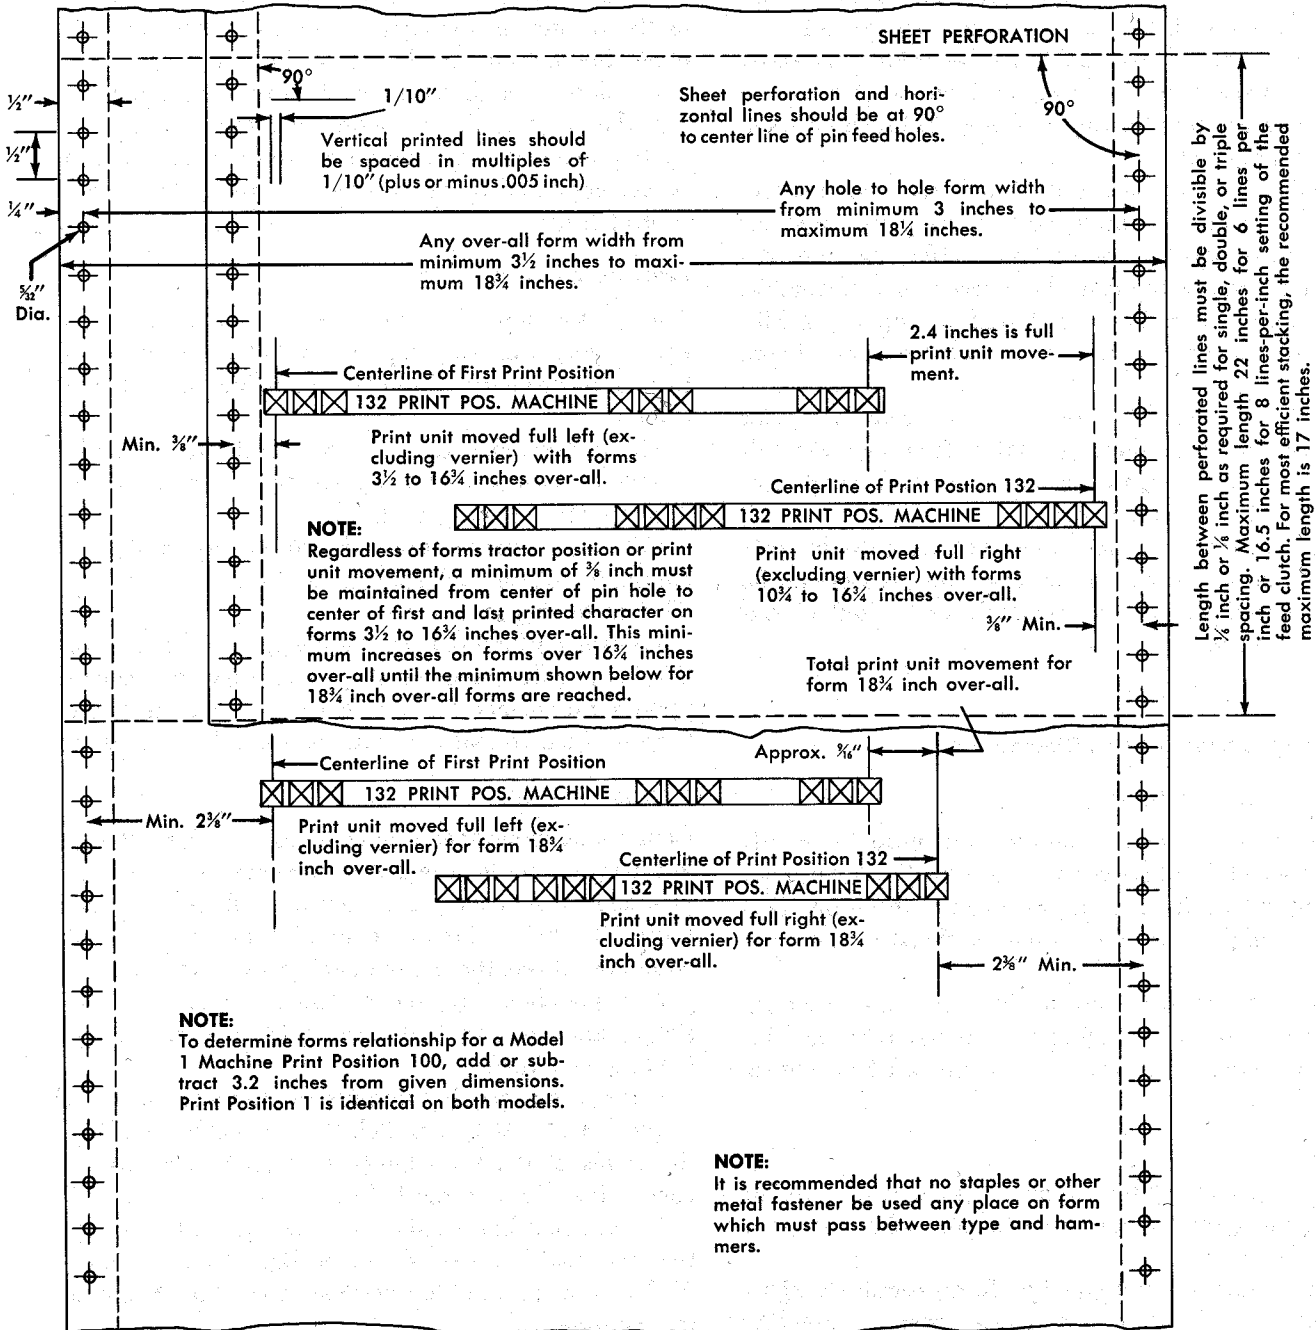 SHEET PERFORATION
90°
1/10"
½"
½"
¼"
5/32"
Dia.
Vertical printed lines should
be spaced in multiples of
1/10" (plus or minus .005 inch)
Sheet perforation and hori-
zontal lines should be at 90°
to center line of pin feed holes.
90°
Any hole to hole form width
from minimum 3 inches to
maximum 18¼ inches.
Any over-all form width from
minimum 3½ inches to maxi-
mum 18¾ inches.
2.4 inches is full
print unit move-
ment.
Centerline of First Print Position
132 PRINT POS. MACHINE
Min. ⅜"
Print unit moved full left (ex-
cluding vernier) with forms
3½ to 16¾ inches over-all.
Centerline of Print Postion 132
132 PRINT POS. MACHINE
NOTE:
Regardless of forms tractor position or print
unit movement, a minimum of ⅜ inch must
be maintained from center of pin hole to
center of first and last printed character on
forms 3½ to 16¾ inches over-all. This mini-
mum increases on forms over 16¾ inches
over-all until the minimum shown below for
18¾ inch over-all forms are reached.
Print unit moved full right
(excluding vernier) with forms
10¾ to 16¾ inches over-all.
⅜" Min.
Total print unit movement for
form 18¾ inch over-all.
Length between perforated lines must be divisible by
⅙ inch or ⅛ inch as required for single, double, or triple
spacing. Maximum length 22 inches for 6 lines per
inch or 16.5 inches for 8 lines-per-inch setting of the
feed clutch. For most efficient stacking, the recommended
maximum length is 17 inches.
Approx. 9/16"
Centerline of First Print Position
132 PRINT POS. MACHINE
Min. 2⅜"
Print unit moved full left (ex-
cluding vernier) for form 18¾
inch over-all.
Centerline of Print Position 132
132 PRINT POS. MACHINE
Print unit moved full right (ex-
cluding vernier) for form 18¾
inch over-all.
2⅜" Min.
NOTE:
To determine forms relationship for a Model
1 Machine Print Position 100, add or sub-
tract 3.2 inches from given dimensions.
Print Position 1 is identical on both models.
NOTE:
It is recommended that no staples or other
metal fastener be used any place on form
which must pass between type and ham-
mers.